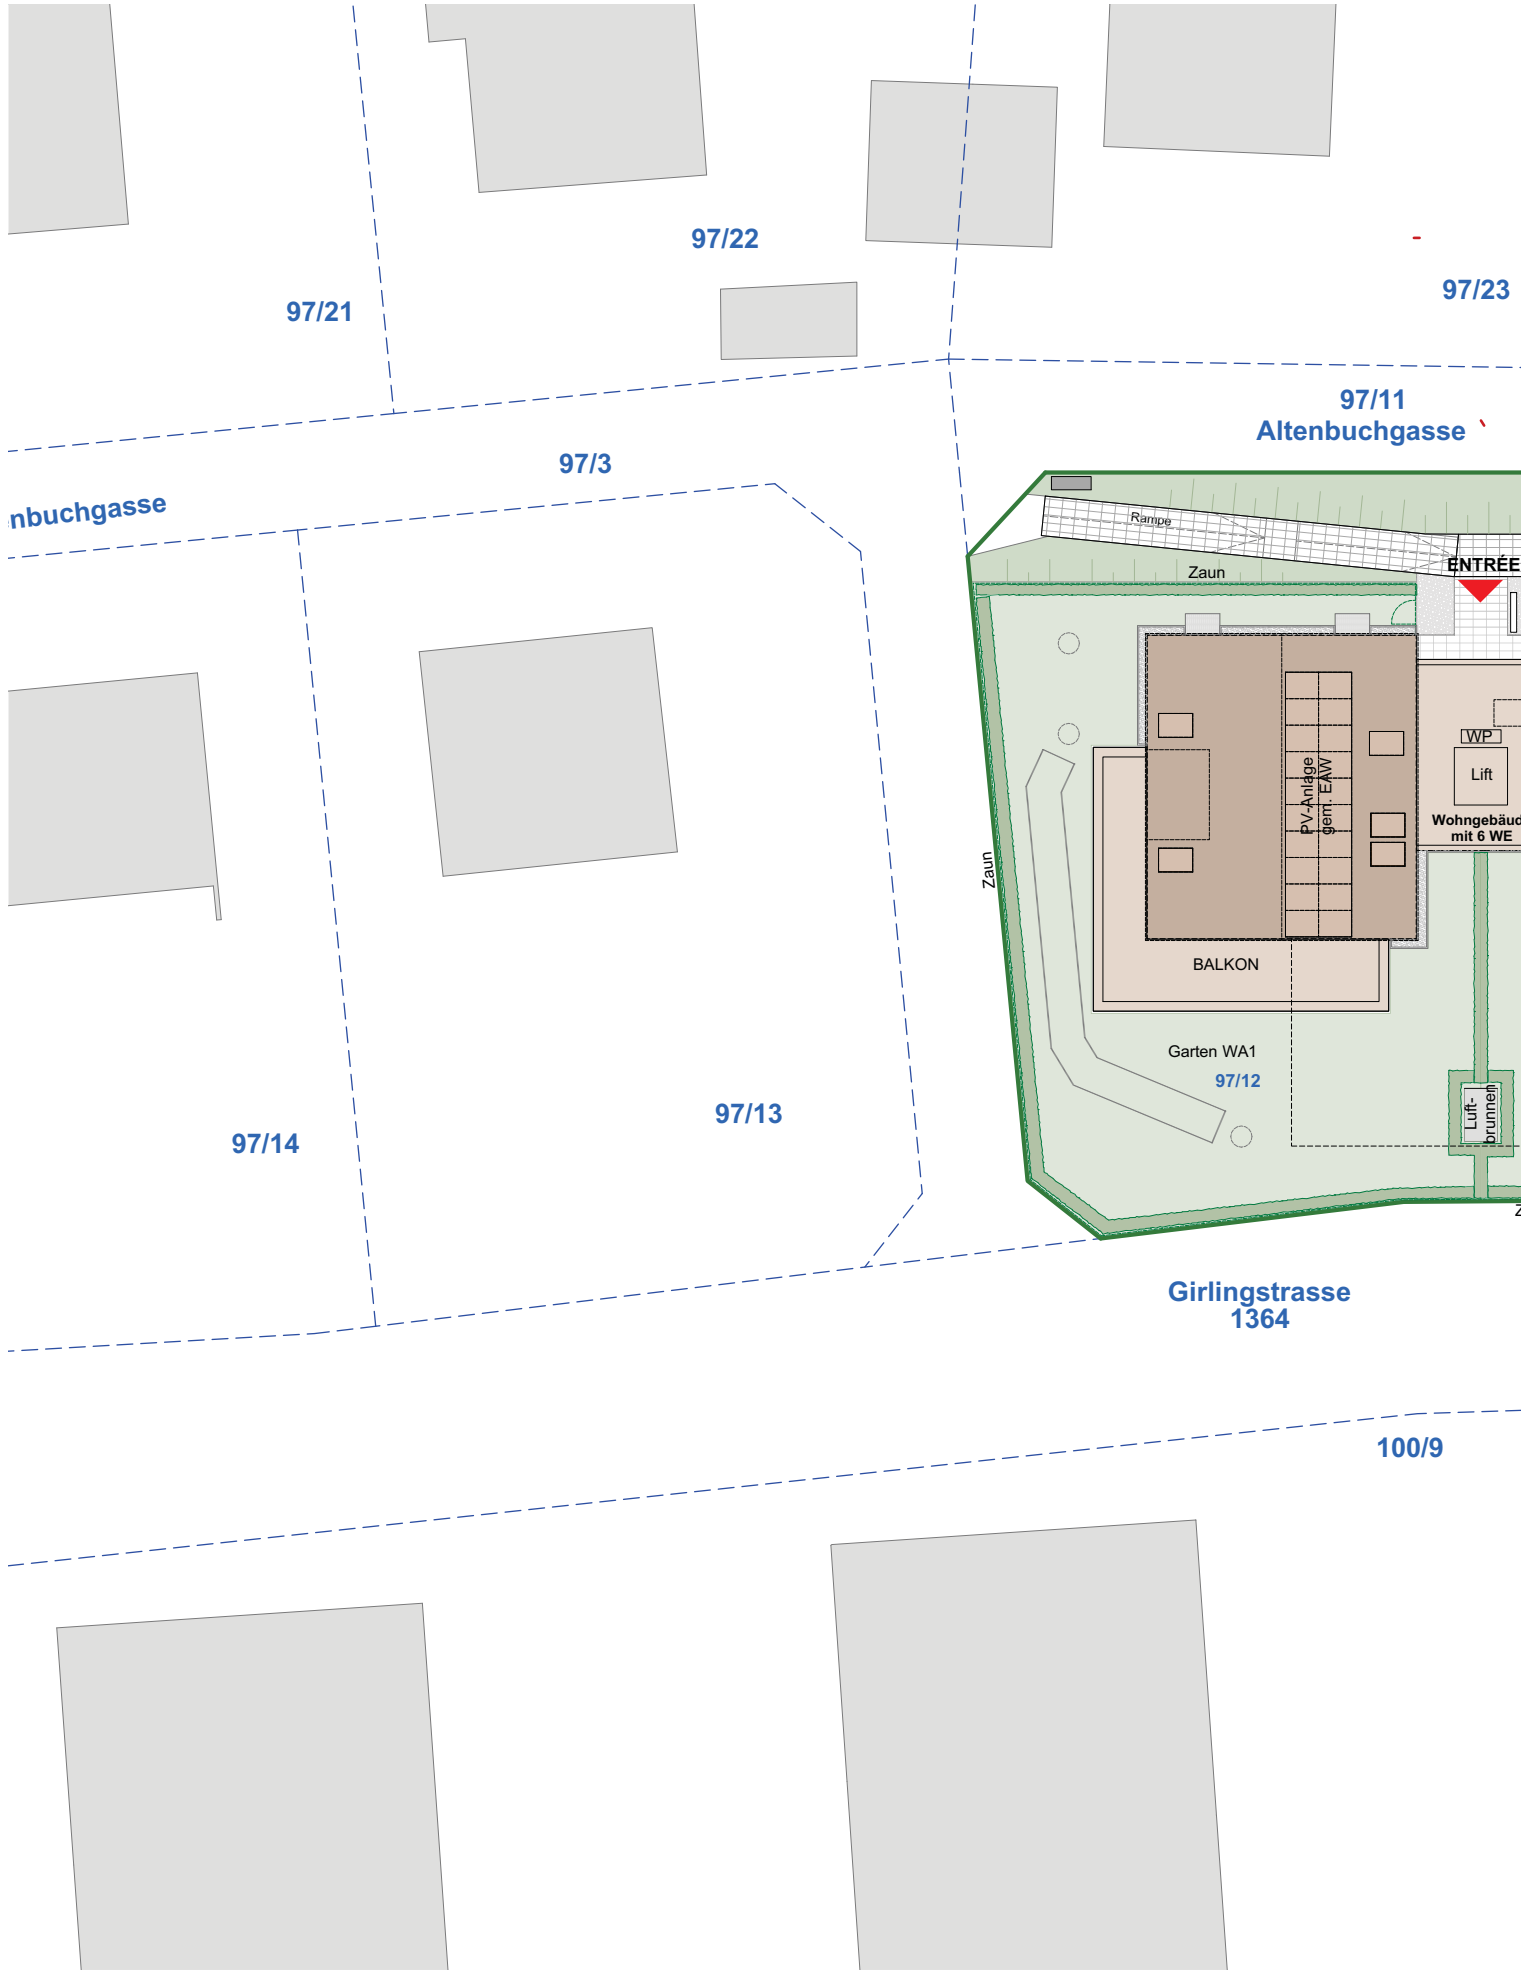 97/22
97/23
97/21
97/11
Altenbuchgasse
97/3
nbuchgasse
Rampe
ENTRÉE
Zaun
WP
Lift
PV-Anlage
gem. EAW
Wohngebäud
mit 6 WE
Zaun
BALKON
Garten WA1
97/12
Luft-
brunnen
97/13
97/14
Z
Girlingstrasse
1364
100/9